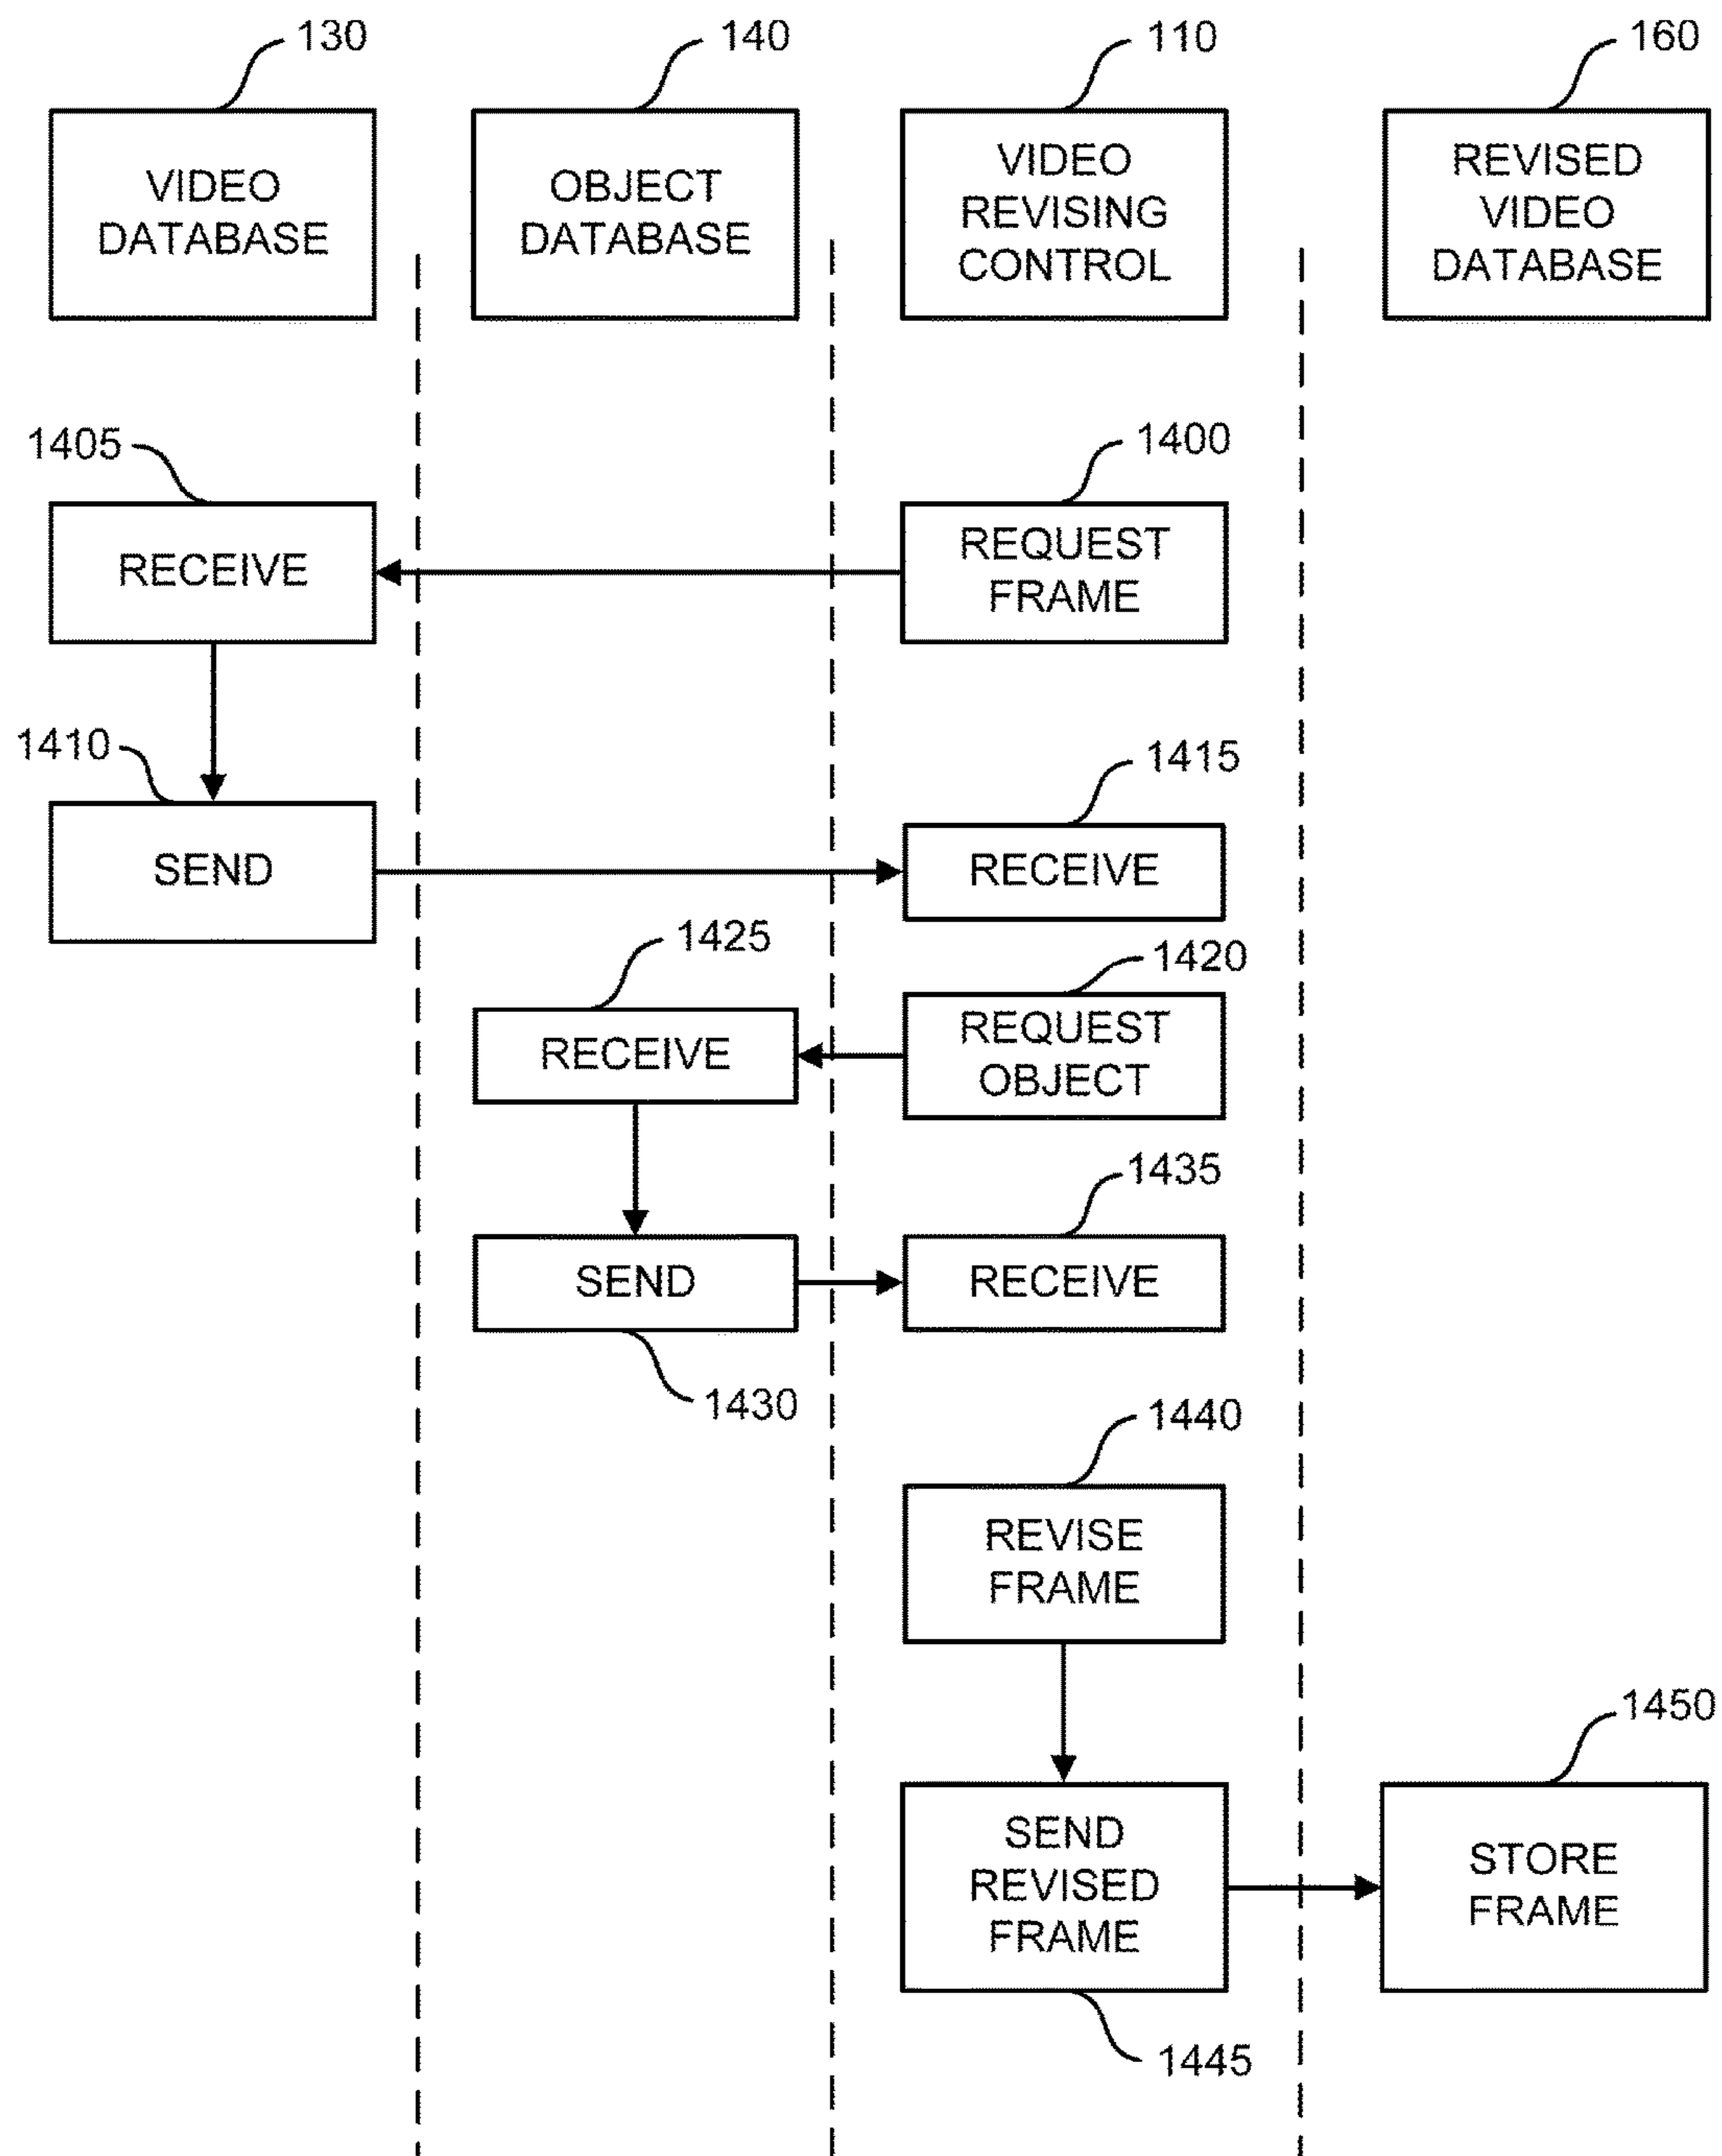 130
140
110
160
VIDEO
DATABASE
OBJECT
DATABASE
VIDEO
REVISING
CONTROL
REVISED
VIDEO
DATABASE
1405
1400
RECEIVE
REQUEST
FRAME
1410
1415
SEND
RECEIVE
1425
1420
RECEIVE
REQUEST
OBJECT
1435
SEND
RECEIVE
1430
1440
REVISE
FRAME
1450
SEND
REVISED
FRAME
STORE
FRAME
1445